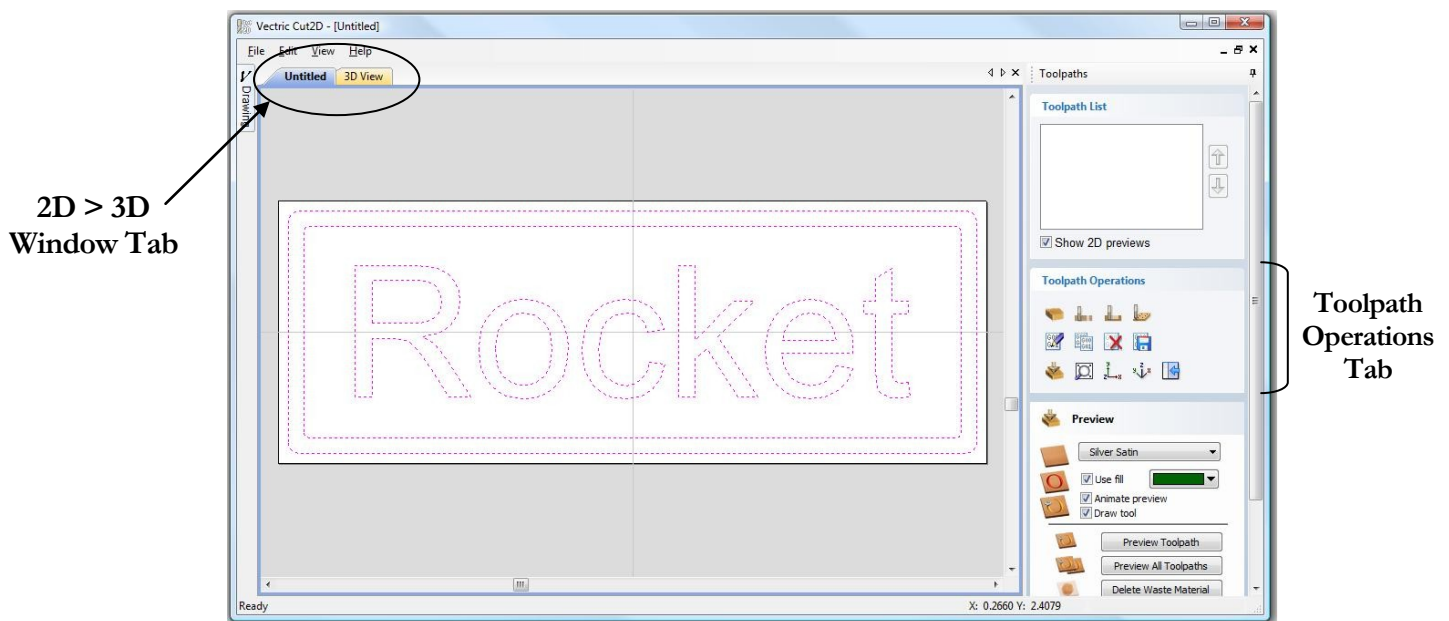 Vectric Cut2D - [Untitled]
File Edit View Help
Drawing
Untitled 3D View
Toolpaths
Toolpath List
Show 2D previews
2D > 3D
Window Tab
Rocket
Toolpath Operations
Toolpath
Operations
Tab
Preview
Silver Satin
Use fill
Animate preview
Draw tool
Preview Toolpath
Preview All Toolpaths
Delete Waste Material
Ready
X: 0.2660 Y: 2.4079